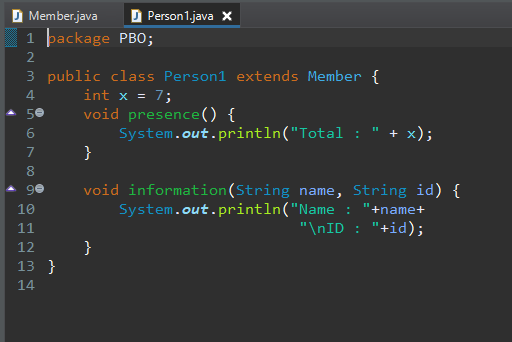 Member.java Person1.java
1 package PBO;
2
3 public class Person1 extends Member {
4     int x = 7;
5     void presence() {
6         System.out.println("Total : " + x);
7     }
8
9     void information(String name, String id) {
10         System.out.println("Name : "+name+
11                             "\nID : "+id);
12     }
13 }
14